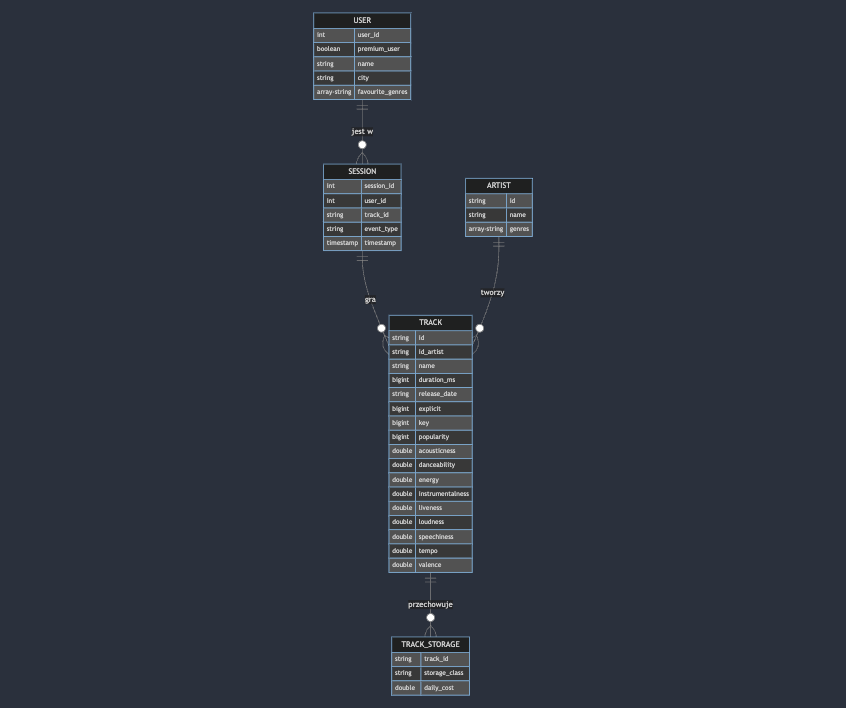 USER
int user_id
boolean premium_user
string name
string city
array-string favourite_genres
jest w
SESSION
int session_id
int user_id
string track_id
string event_type
timestamp timestamp
ARTIST
string id
string name
array-string genres
gra
tworzy
TRACK
string id
string id_artist
string name
bigint duration_ms
string release_date
bigint explicit
bigint key
bigint popularity
double acousticness
double danceability
double energy
double instrumentalness
double liveness
double loudness
double speechiness
double tempo
double valence
przechowuje
TRACK_STORAGE
string track_id
string storage_class
double daily_cost